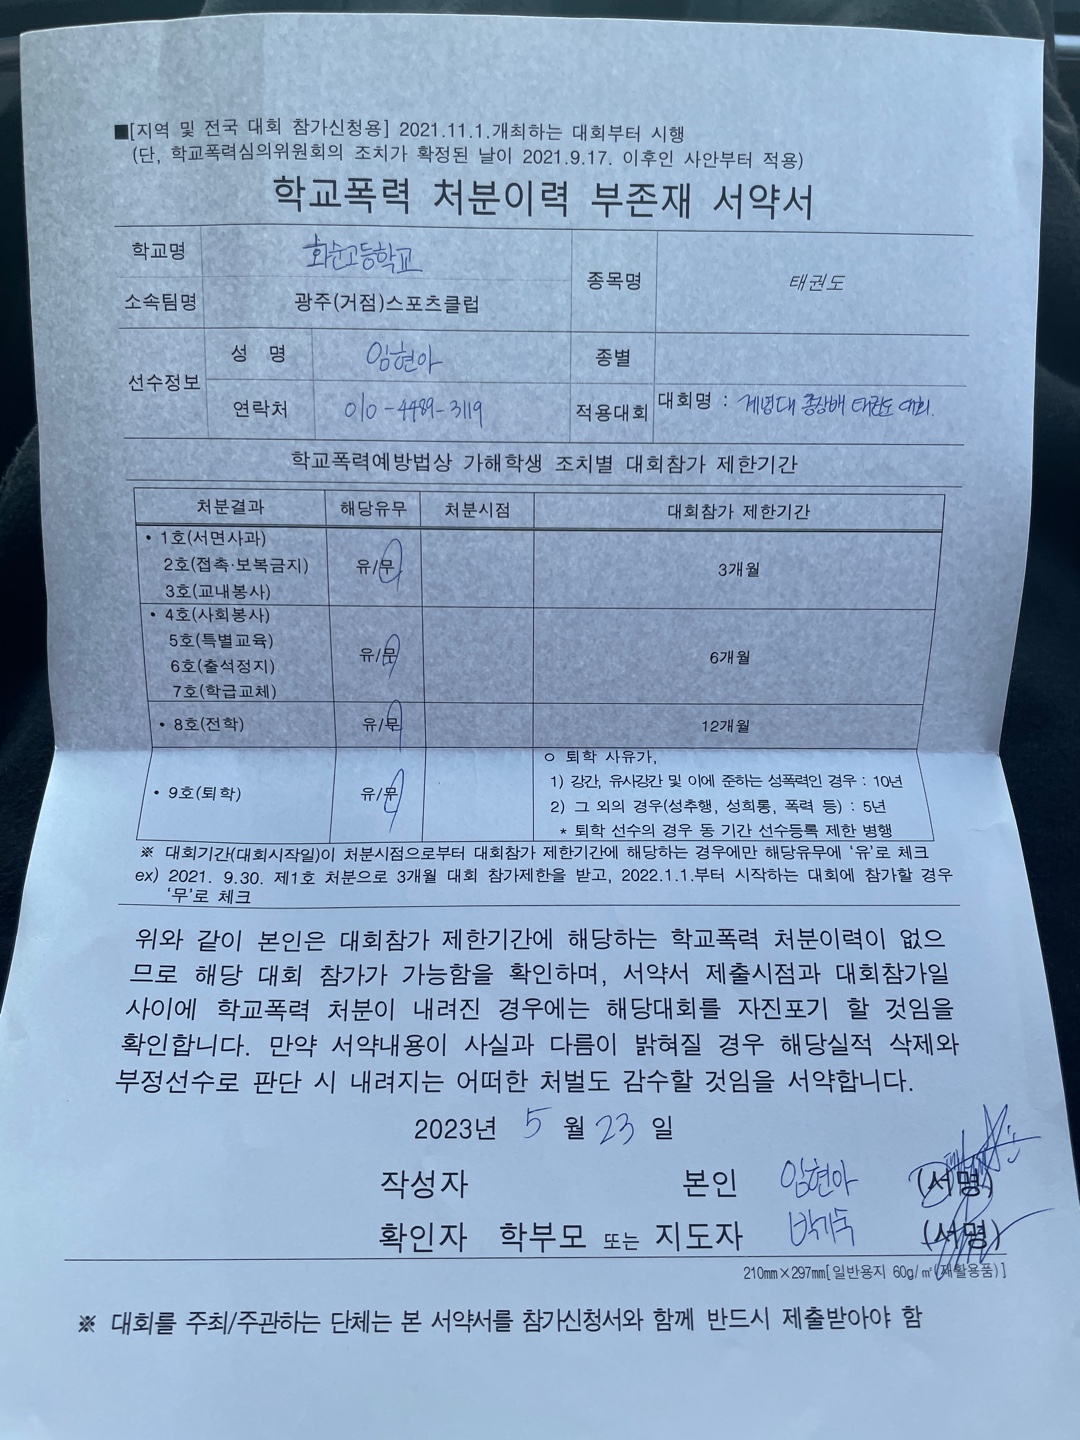 ■[지역 및 전국 대회 참가신청용] 2021.11.1.개최하는 대회부터 시행
(단, 학교폭력심의위원회의 조치가 확정된 날이 2021.9.17. 이후인 사안부터 적용)
학교폭력 처분이력 부존재 서약서
학교명 화순고등학교
종목명 태권도
소속팀명 광주(거점)스포츠클럽
선수정보
성 명 임현아
종별
연락처 010-4489-3119
적용대회 대회명 : 계명대 총장배 태권도 대회.
학교폭력예방법상 가해학생 조치별 대회참가 제한기간
처분결과 해당유무 처분시점 대회참가 제한기간
• 1호(서면사과)
2호(접촉·보복금지) 유/무 3개월
3호(교내봉사)
• 4호(사회봉사)
5호(특별교육)
유/무 6개월
6호(출석정지)
7호(학급교체)
• 8호(전학) 유/무 12개월
• 9호(퇴학) 유/무
ㅇ 퇴학 사유가,
1) 강간, 유사강간 및 이에 준하는 성폭력인 경우 : 10년
2) 그 외의 경우(성추행, 성희롱, 폭력 등) : 5년
* 퇴학 선수의 경우 동 기간 선수등록 제한 병행
※ 대회기간(대회시작일)이 처분시점으로부터 대회참가 제한기간에 해당하는 경우에만 해당유무에 ‘유’로 체크
ex) 2021. 9.30. 제1호 처분으로 3개월 대회 참가제한을 받고, 2022.1.1.부터 시작하는 대회에 참가할 경우
‘무’로 체크
위와 같이 본인은 대회참가 제한기간에 해당하는 학교폭력 처분이력이 없으
므로 해당 대회 참가가 가능함을 확인하며, 서약서 제출시점과 대회참가일
사이에 학교폭력 처분이 내려진 경우에는 해당대회를 자진포기 할 것임을
확인합니다. 만약 서약내용이 사실과 다름이 밝혀질 경우 해당실적 삭제와
부정선수로 판단 시 내려지는 어떠한 처벌도 감수할 것임을 서약합니다.
2023년 5 월 23 일
작성자 본인 임현아 (서명)
확인자 학부모 또는 지도자 (서명)
210mm×297mm[일반용지 60g/㎡(재활용품)]
※ 대회를 주최/주관하는 단체는 본 서약서를 참가신청서와 함께 반드시 제출받아야 함